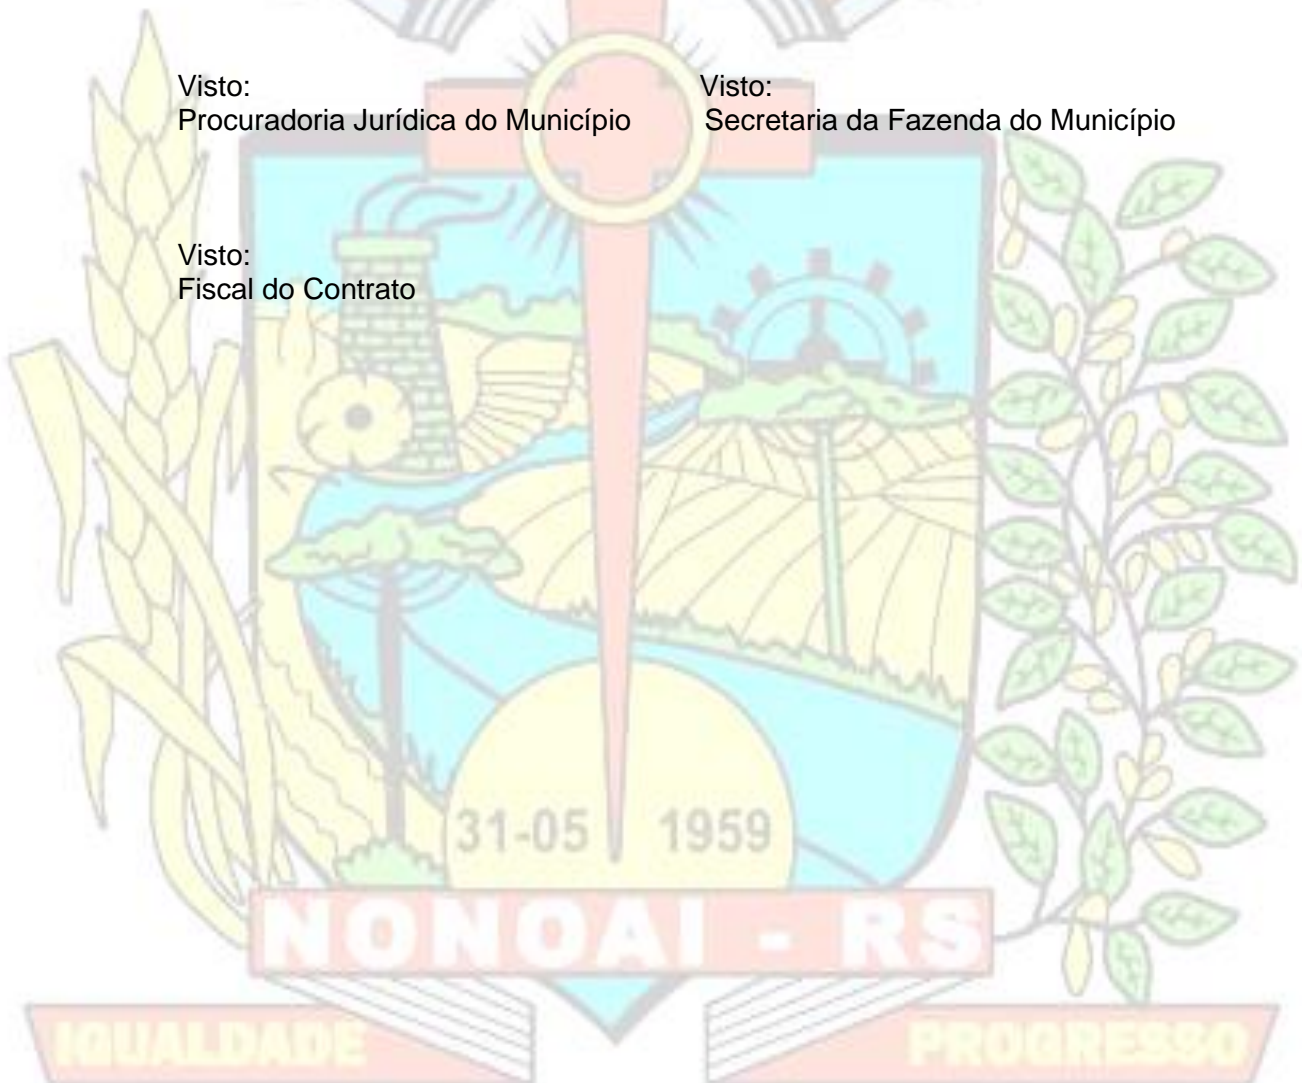 Visto:
Procuradoria Jurídica do Município
Visto:
Secretaria da Fazenda do Município
Visto:
Fiscal do Contrato
31-05 1959
NONOAI - RS
IGUALDADE
PROGRESSO